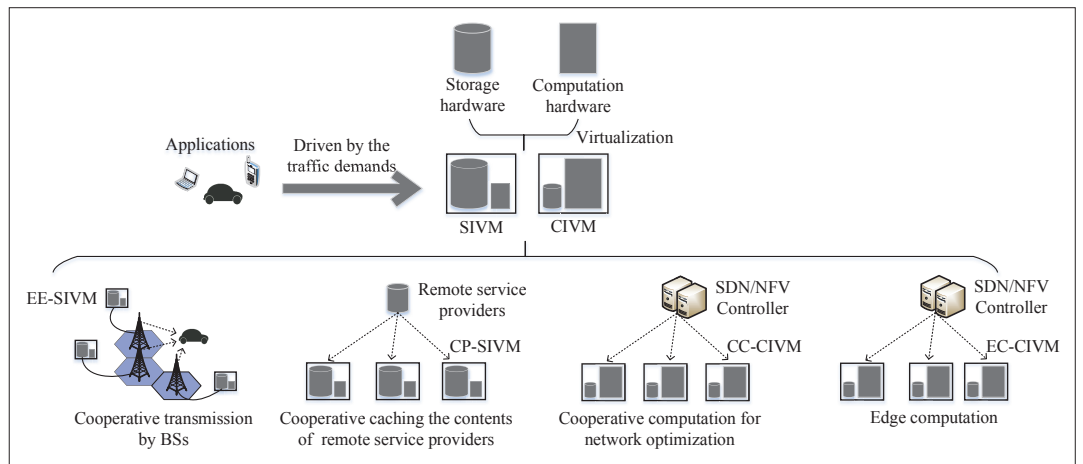 Storage
hardware
Computation
hardware
Virtualization
Applications
Driven by the
traffic demands
SIVM
CIVM
EE-SIVM
Cooperative transmission
by BSs
Remote service
providers
CP-SIVM
Cooperative caching the contents
of remote service providers
SDN/NFV
Controller
CC-CIVM
Cooperative computation for
network optimization
SDN/NFV
Controller
EC-CIVM
Edge computation